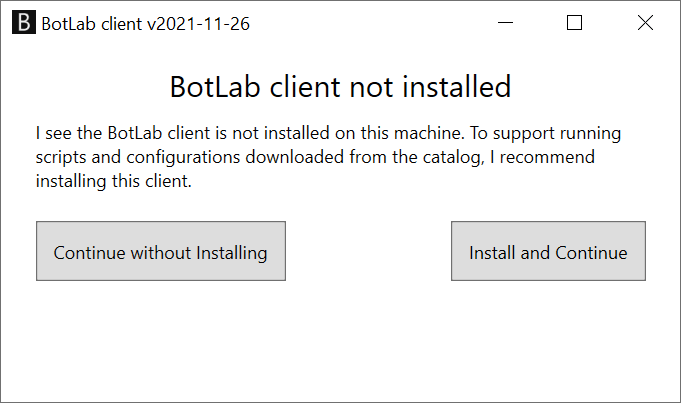 B BotLab client v2021-11-26
BotLab client not installed
I see the BotLab client is not installed on this machine. To support running
scripts and configurations downloaded from the catalog, I recommend
installing this client.
Continue without Installing
Install and Continue